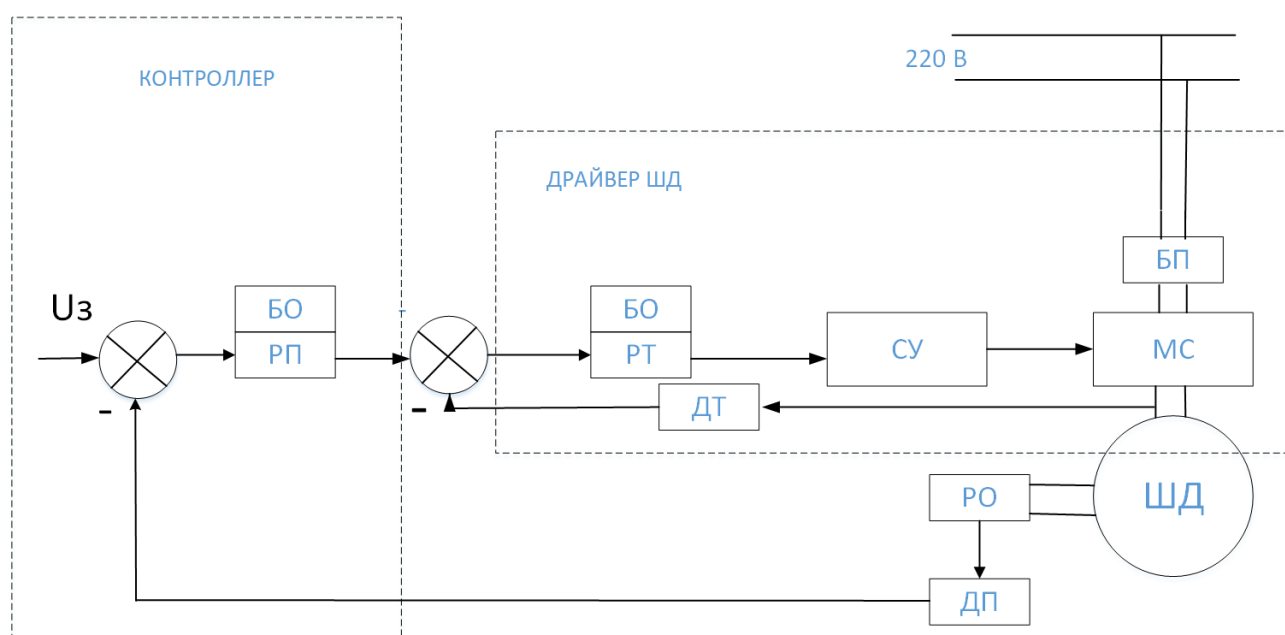 КОНТРОЛЛЕР
220 В
ДРАЙВЕР ШД
БП
Uз
БО
РП
-
БО
РТ
СУ
МС
-
-
ДТ
РО
ШД
ДП